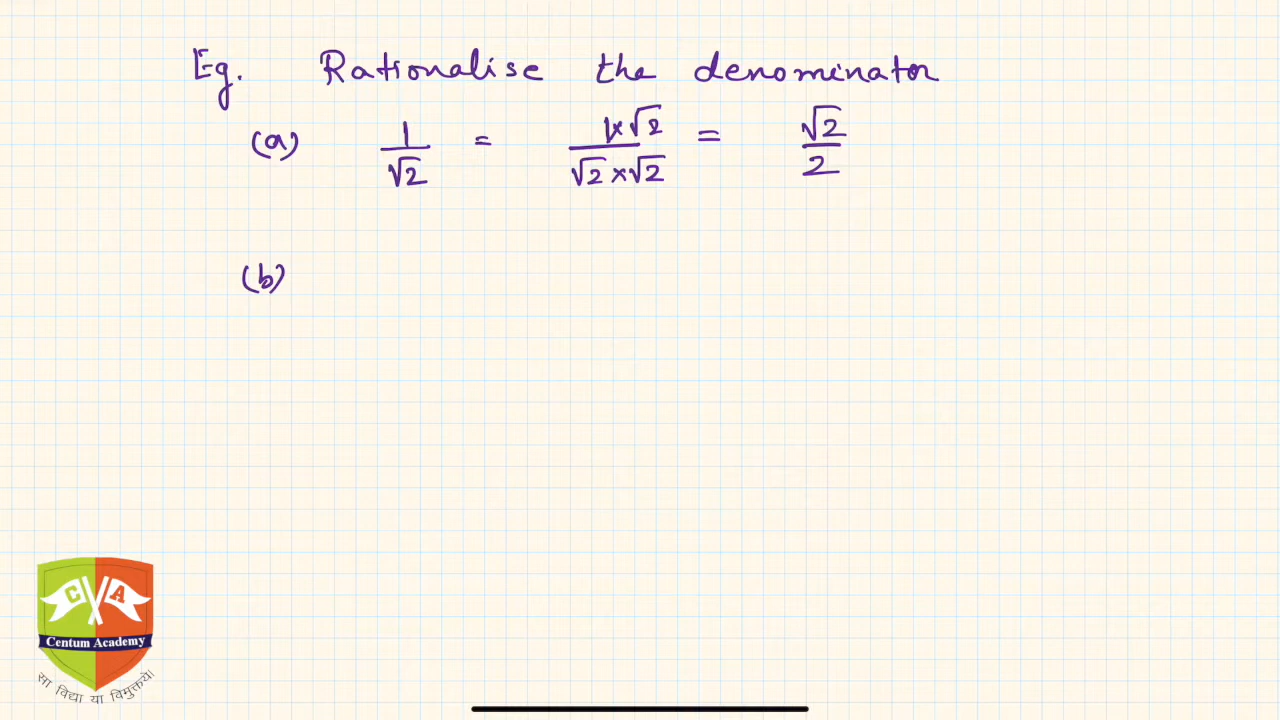 Eg. Rationalise the denominator
(a) 1/√2 = 1×√2/√2×√2 = √2/2
(b)
C A
Centum Academy
सा विद्या या विमुक्तये।